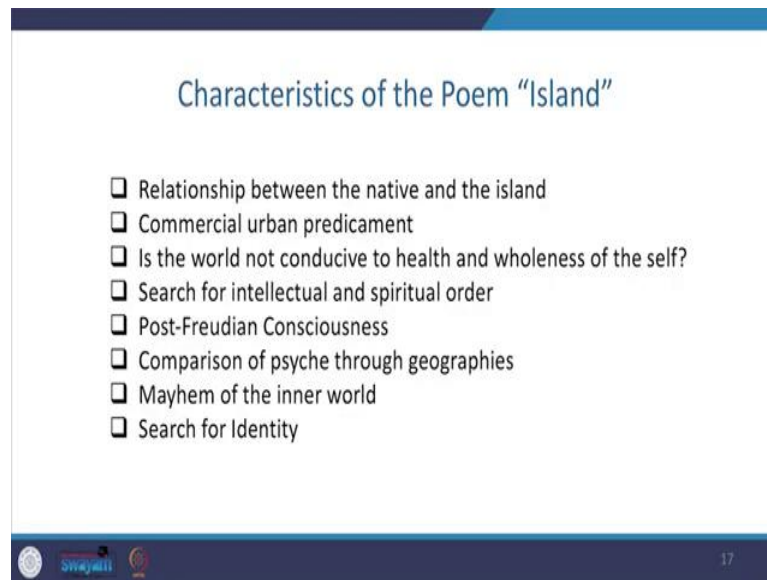 Characteristics of the Poem “Island”
❑ Relationship between the native and the island
❑ Commercial urban predicament
❑ Is the world not conducive to health and wholeness of the self?
❑ Search for intellectual and spiritual order
❑ Post-Freudian Consciousness
❑ Comparison of psyche through geographies
❑ Mayhem of the inner world
❑ Search for Identity
swayam
17